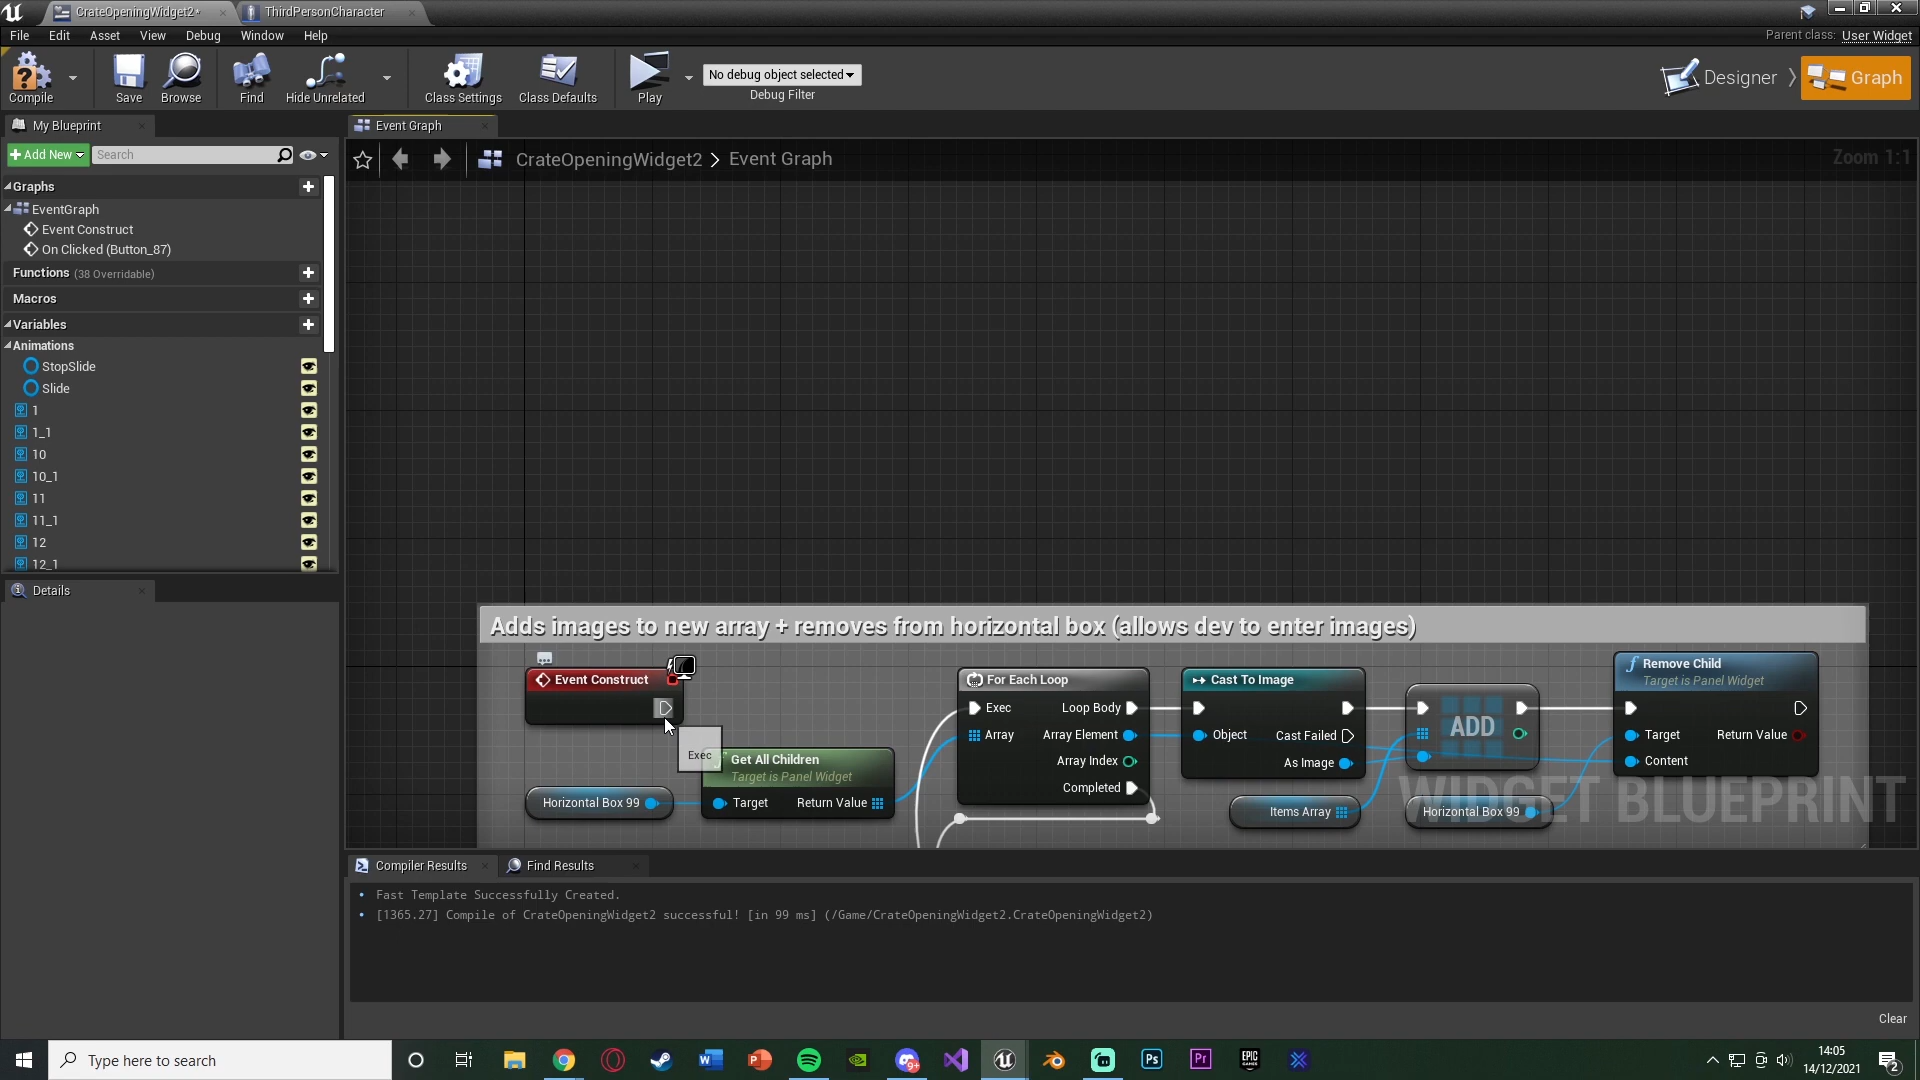 CrateOpeningWidget2*
ThirdPersonCharacter
File Edit Asset View Debug Window Help
Parent class: User Widget
Compile
Save
Browse
Find
Hide Unrelated
Class Settings
Class Defaults
Play
No debug object selected
Debug Filter
Designer
Graph
My Blueprint
Event Graph
Add New
Search
CrateOpeningWidget2 > Event Graph
Zoom 1:1
Graphs
EventGraph
Event Construct
On Clicked (Button_87)
Functions (38 Overridable)
Macros
Variables
Animations
StopSlide
Slide
1
1_1
10
10_1
11
11_1
12
12_1
Details
Adds images to new array + removes from horizontal box (allows dev to enter images)
Event Construct
Exec
Horizontal Box 99
Get All Children
Target is Panel Widget
Target
Return Value
For Each Loop
Exec
Loop Body
Array
Array Element
Array Index
Completed
Cast To Image
Object
Cast Failed
As Image
Items Array
ADD
Horizontal Box 99
Remove Child
Target is Panel Widget
Target
Return Value
Content
WIDGET BLUEPRINT
Compiler Results
Find Results
Fast Template Successfully Created.
[1365.27] Compile of CrateOpeningWidget2 successful! [in 99 ms] (/Game/CrateOpeningWidget2.CrateOpeningWidget2)
Clear
Type here to search
14:05
14/12/2021